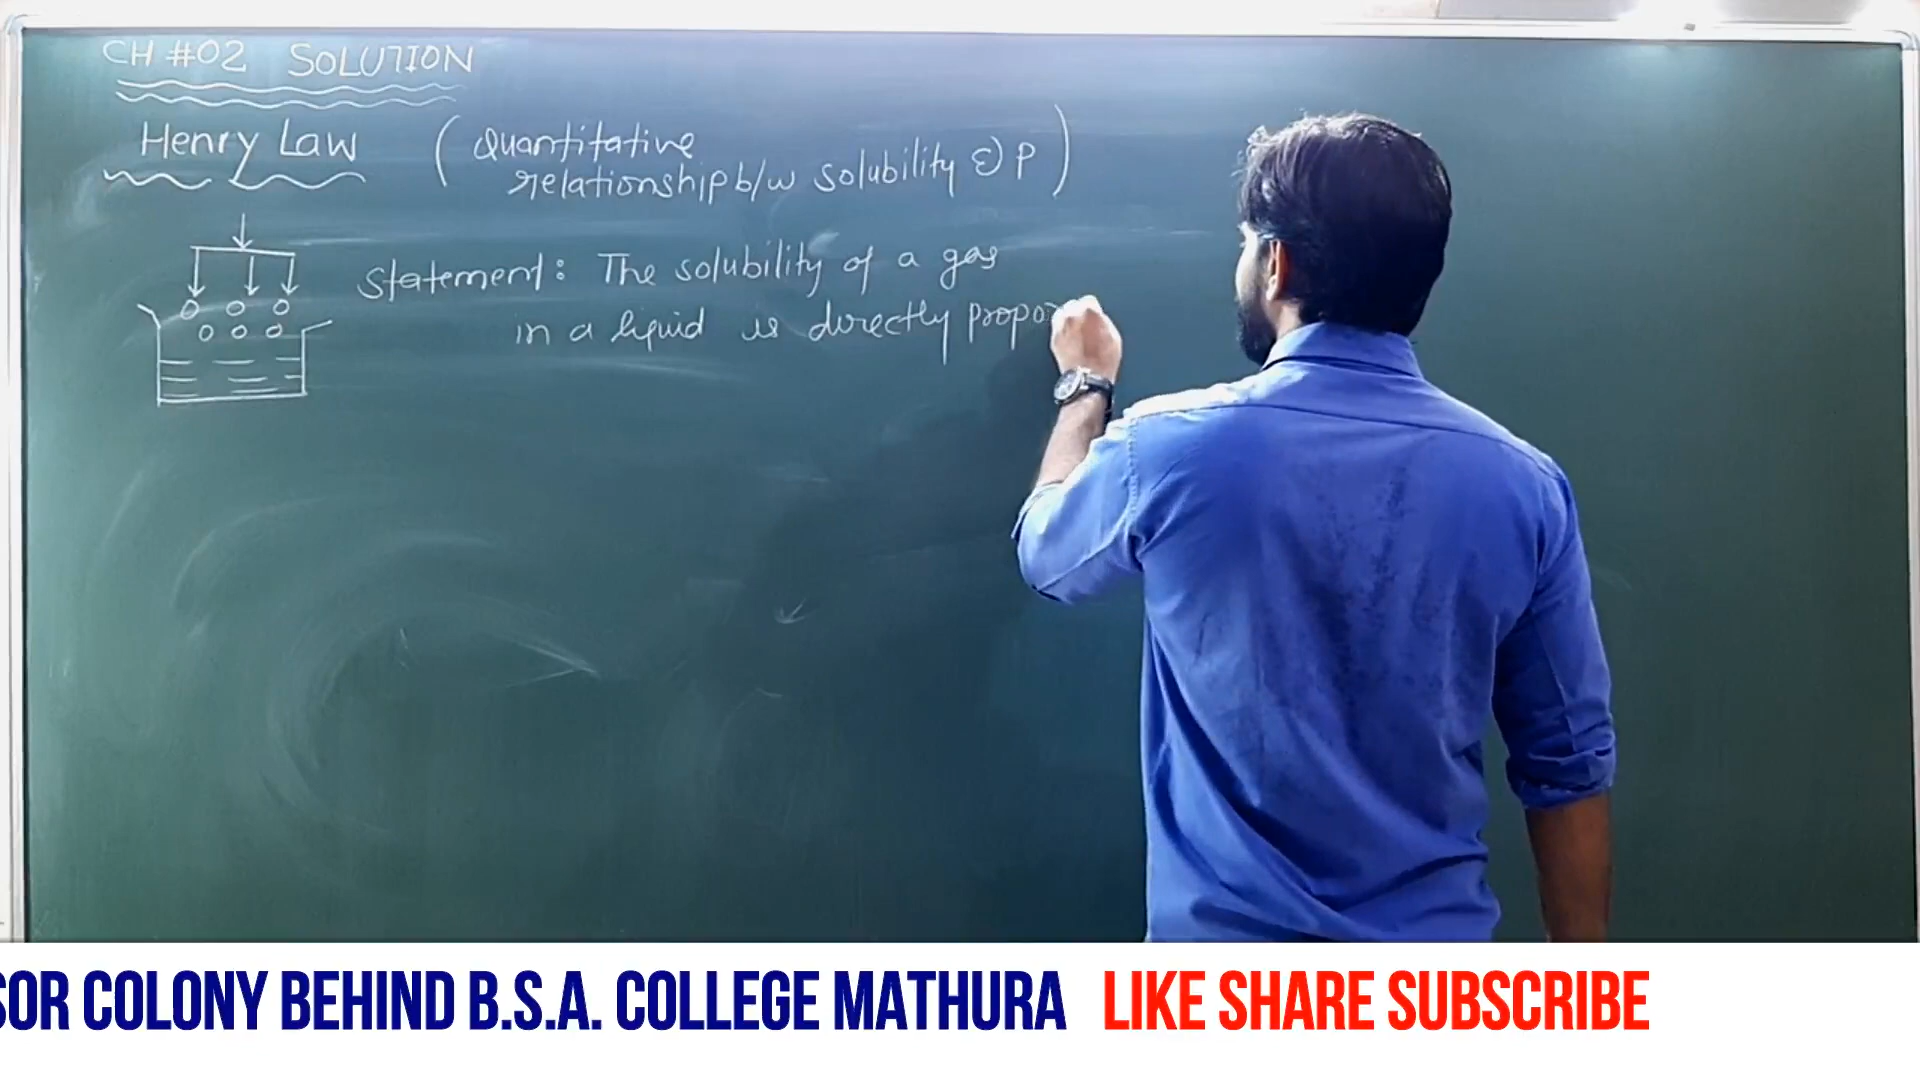 CH #02 SOLUTION
Henry Law
( Quantitative
relationship b/w solubility & P )
Statement : The solubility of a gas
in a liquid is directly propo
SOR COLONY BEHIND B.S.A. COLLEGE MATHURA LIKE SHARE SUBSCRIBE